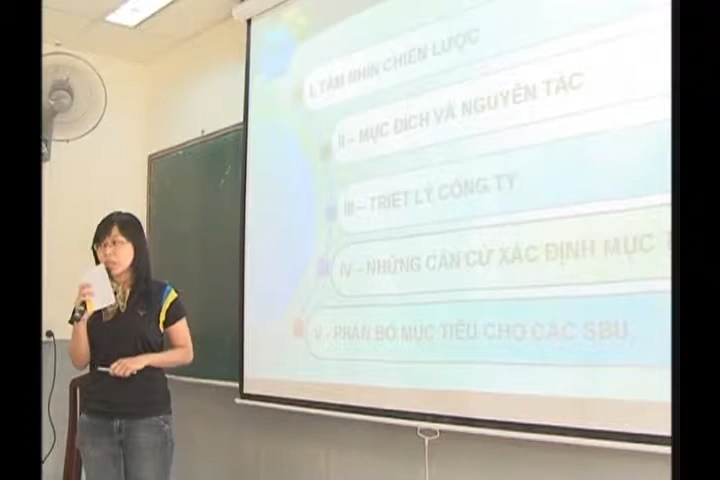 I. TẦM NHÌN CHIẾN LƯỢC
II – MỤC ĐÍCH VÀ NGUYÊN TẮC
III – TRIẾT LÝ CÔNG TY
IV – NHỮNG CĂN CỨ XÁC ĐỊNH MỤC
V - PHÂN BỔ MỤC TIÊU CHO CÁC SBU